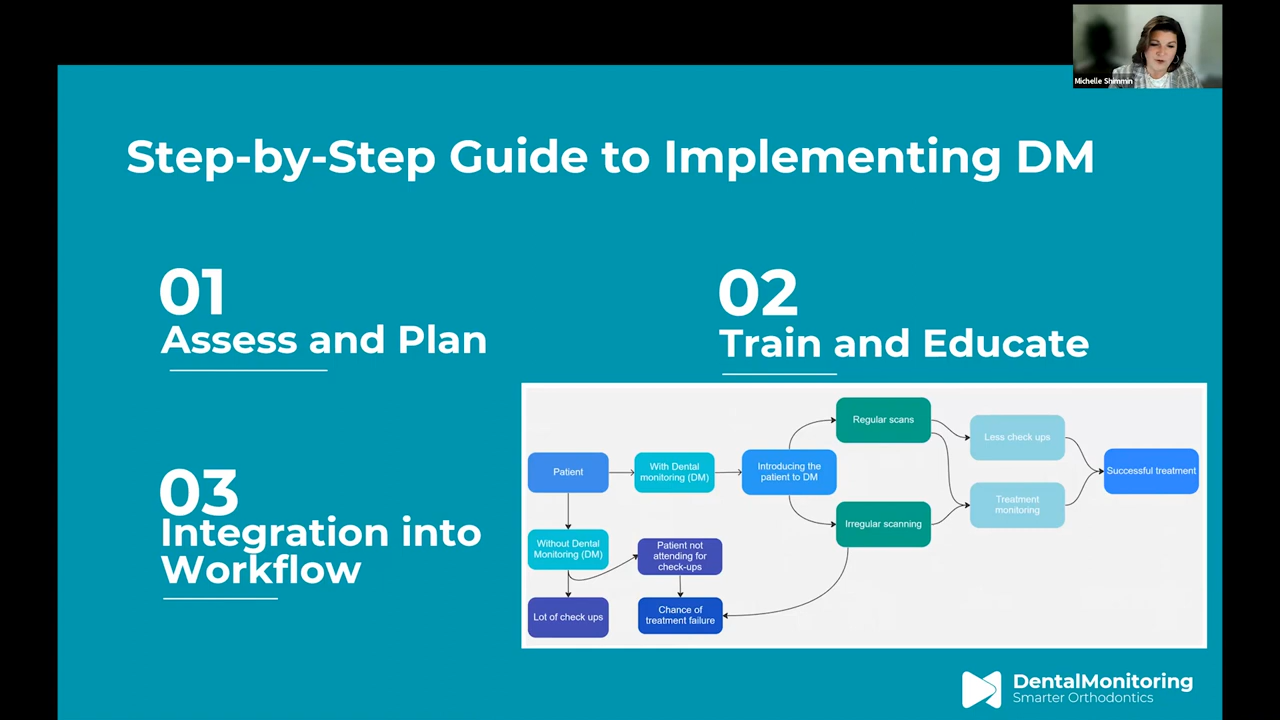 Michelle Shimmin
Step-by-Step Guide to Implementing DM
01
Assess and Plan
02
Train and Educate
03
Integration into
Workflow
Patient
With Dental
monitoring (DM)
Introducing the
patient to DM
Regular scans
Irregular scanning
Less check ups
Treatment
monitoring
Successful treatment
Without Dental
Monitoring (DM)
Patient not
attending for
check-ups
Lot of check ups
Chance of
treatment failure
DentalMonitoring
Smarter Orthodontics